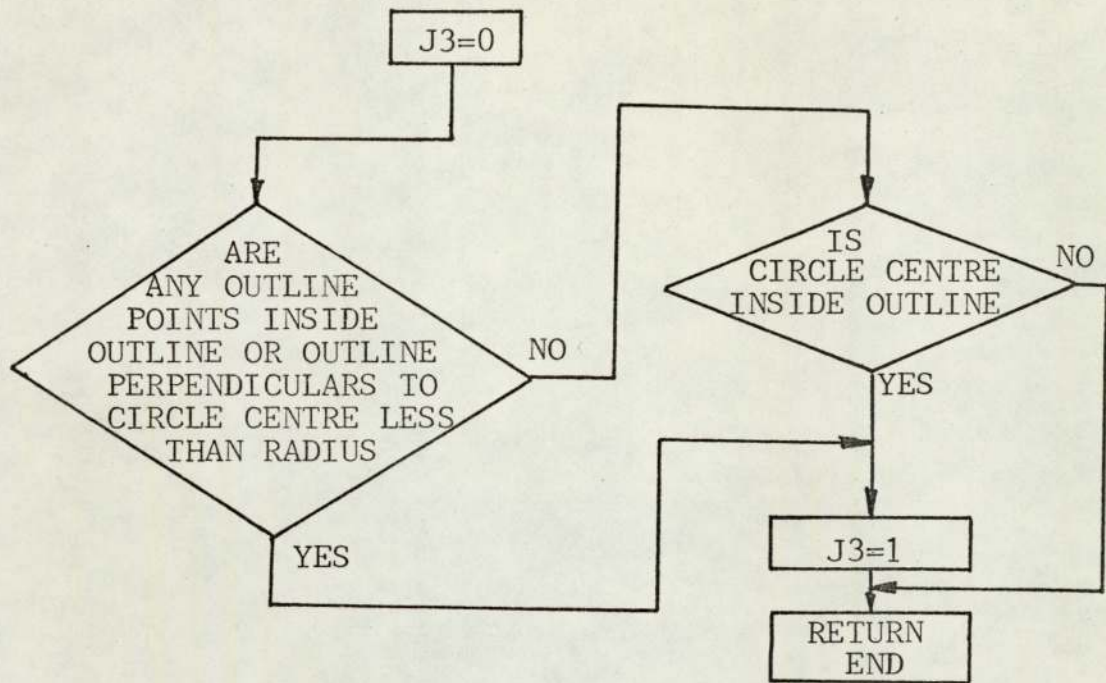 J3=0
ARE
ANY OUTLINE
POINTS INSIDE
OUTLINE OR OUTLINE
PERPENDICULARS TO
CIRCLE CENTRE LESS
THAN RADIUS
NO
YES
IS
CIRCLE CENTRE
INSIDE OUTLINE
NO
YES
J3=1
RETURN
END